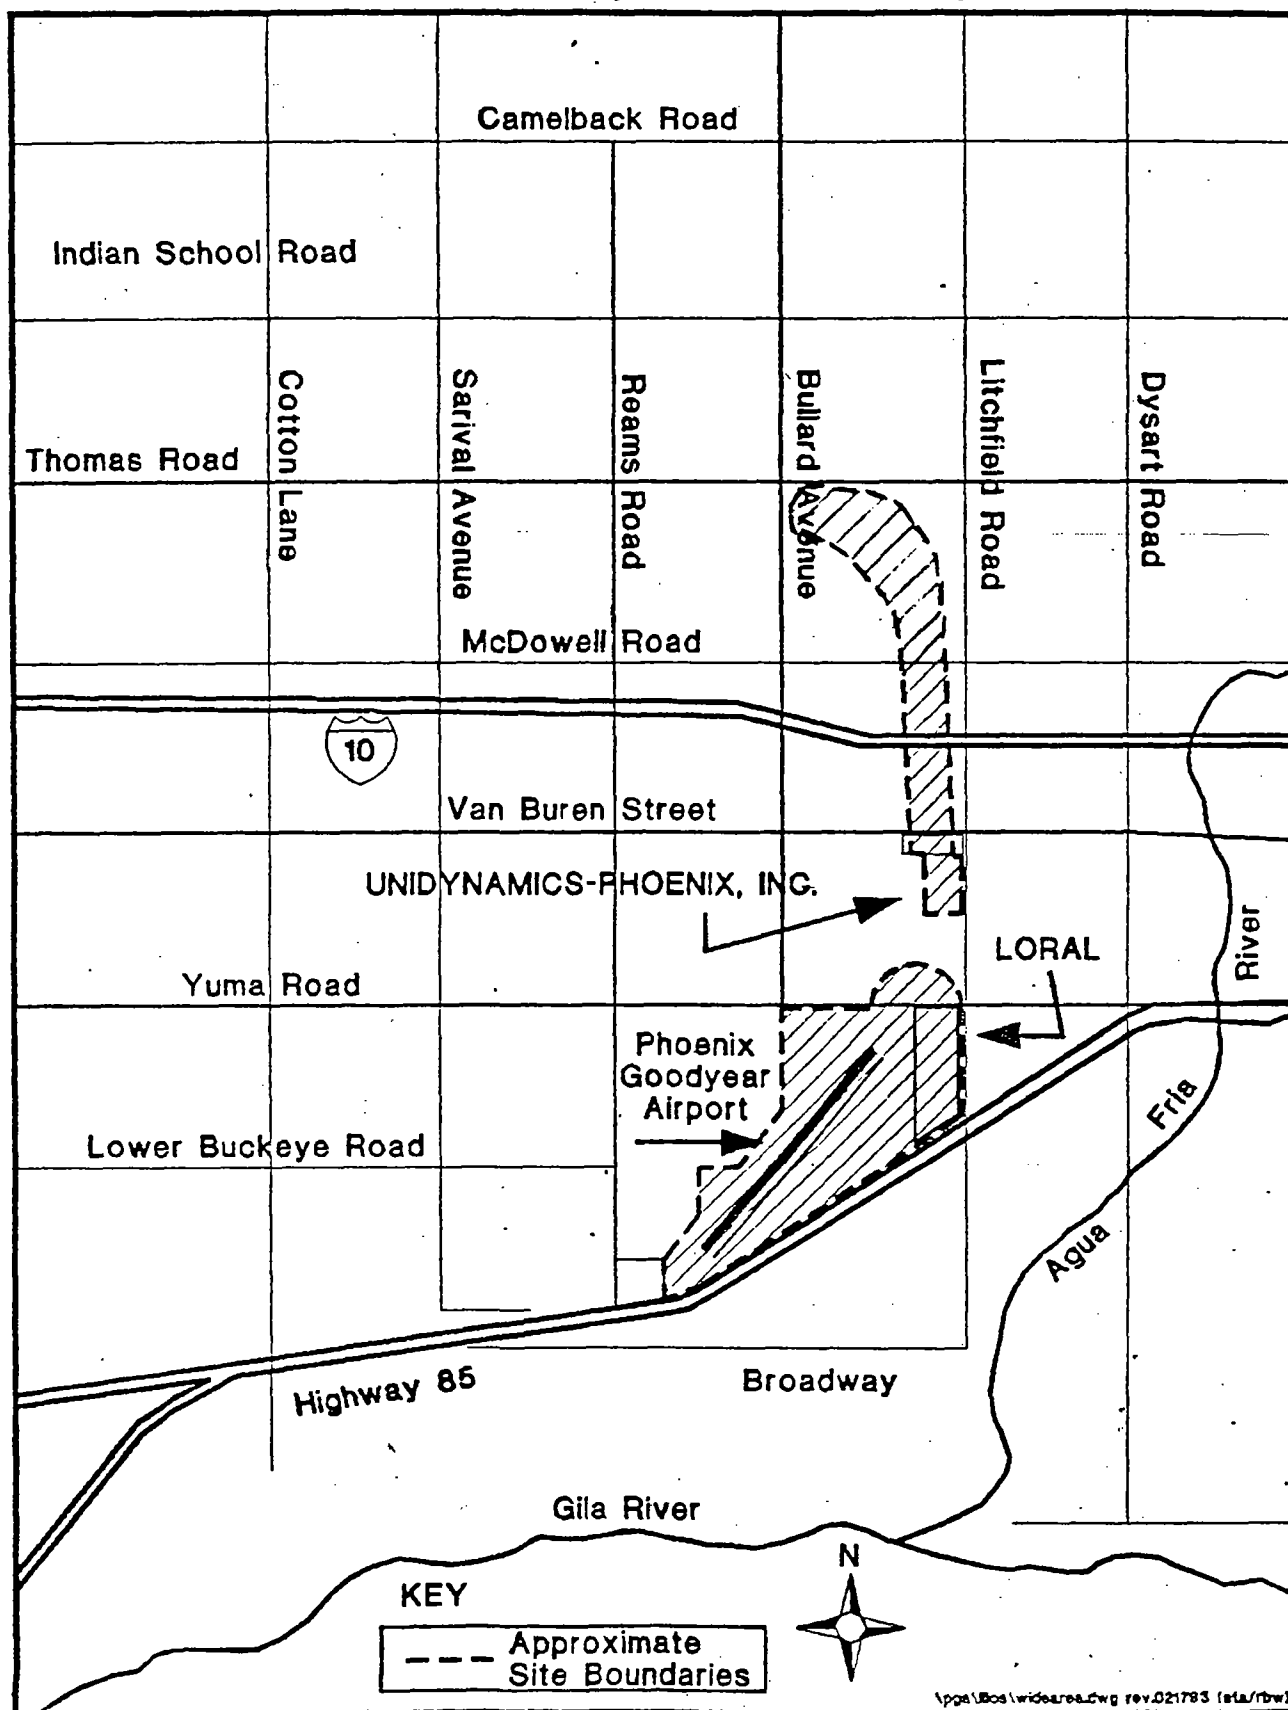 Camelback Road
Indian School Road
Cotton Lane
Sarival Avenue
Reams Road
Bullard Avenue
Litchfield Road
Dysart Road
Thomas Road
McDowell Road
10
Van Buren Street
UNIDYNAMICS-PHOENIX, ING.
River
LORAL
Yuma Road
Phoenix
Goodyear
Airport
Fria
Lower Buckeye Road
Agua
Highway 85
Broadway
Gila River
N
KEY
Approximate
Site Boundaries